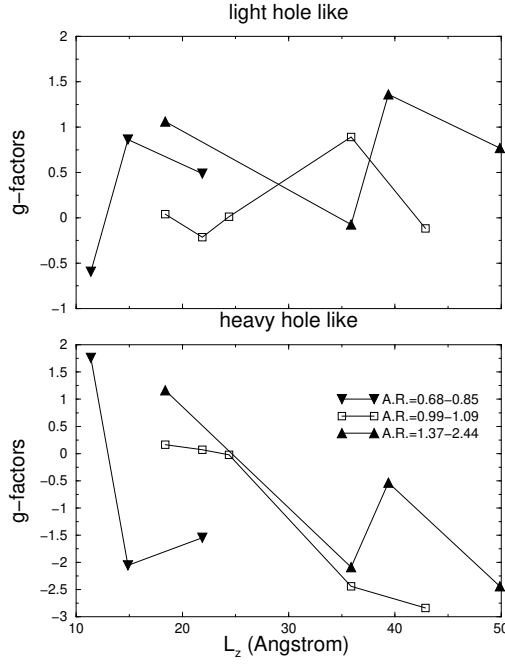 light hole like
2
1.5
1
0.5
0
−0.5
−1
g−factors
heavy hole like
2
1.5
1
0.5
0
−0.5
−1
−1.5
−2
−2.5
−3
g−factors
A.R.=0.68−0.85
A.R.=0.99−1.09
A.R.=1.37−2.44
10 20 30 40 50
L_z (Angstrom)